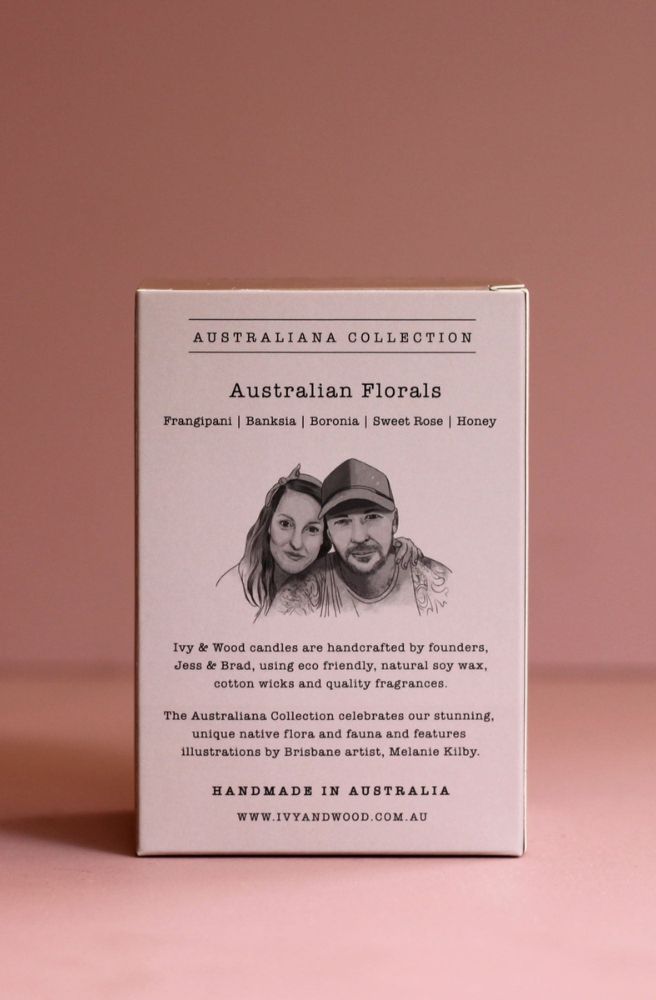 AUSTRALIANA COLLECTION
Australian Florals
Frangipani | Banksia | Boronia | Sweet Rose | Honey
Ivy & Wood candles are handcrafted by founders,
Jess & Brad, using eco friendly, natural soy wax,
cotton wicks and quality fragrances.
The Australiana Collection celebrates our stunning,
unique native flora and fauna and features
illustrations by Brisbane artist, Melanie Kilby.
HANDMADE IN AUSTRALIA
WWW.IVYANDWOOD.COM.AU